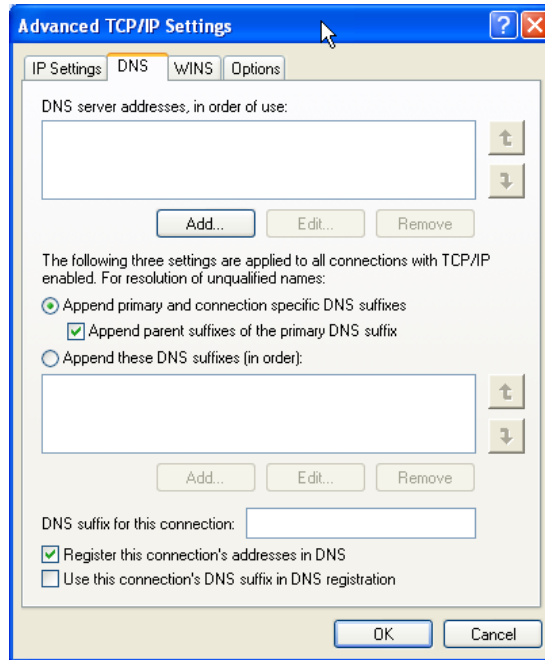 Advanced TCP/IP Settings
IP Settings DNS WINS Options
DNS server addresses, in order of use:
Add... Edit... Remove
The following three settings are applied to all connections with TCP/IP
enabled. For resolution of unqualified names:
Append primary and connection specific DNS suffixes
Append parent suffixes of the primary DNS suffix
Append these DNS suffixes (in order):
Add... Edit... Remove
DNS suffix for this connection:
Register this connection's addresses in DNS
Use this connection's DNS suffix in DNS registration
OK Cancel